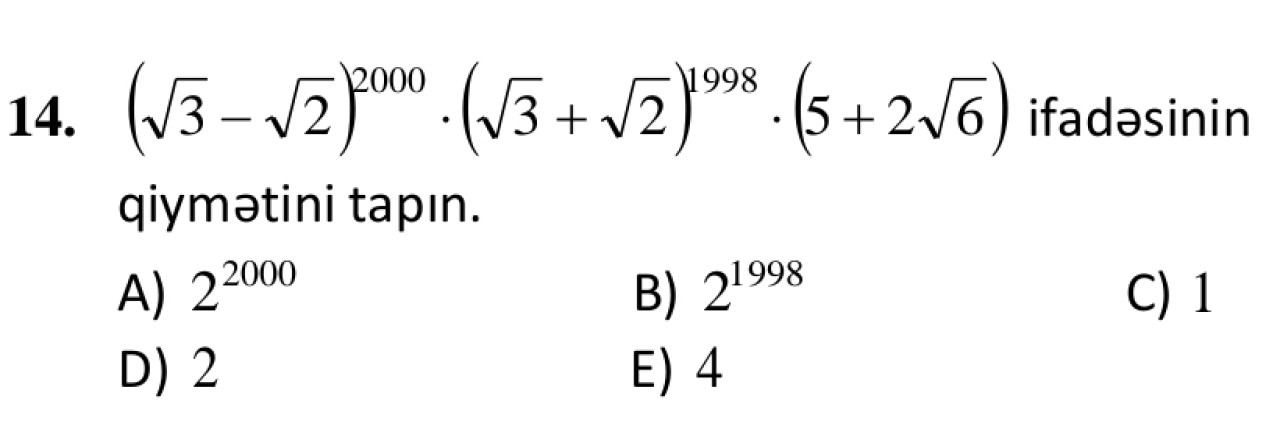 14. (√3 − √2)^2000 · (√3 + √2)^1998 · (5 + 2√6) ifadəsinin
qiymətini tapın.
A) 2^2000 B) 2^1998 C) 1
D) 2 E) 4